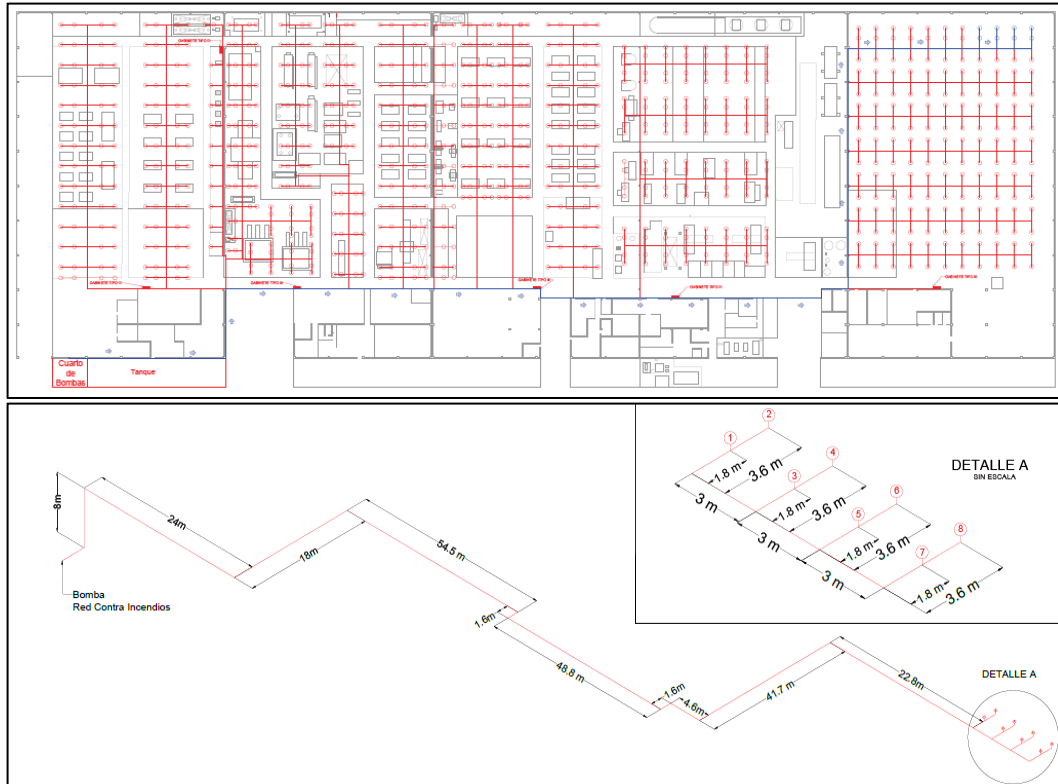 GABINETE TIPO III
GABINETE TIPO III
GABINETE TIPO III
GABINETE TIPO III
GABINETE TIPO III
Cuarto
de
Bombas
Tanque
8m
24m
18m
54.5 m
1.6m
48.8 m
1.6m
4.6m
41.7 m
22.8m
Bomba
Red Contra Incendios
DETALLE A
DETALLE A
SIN ESCALA
1
2
3
4
5
6
7
8
1.8 m
3.6 m
1.8 m
3.6 m
1.8 m
3.6 m
1.8 m
3.6 m
3 m
3 m
3 m